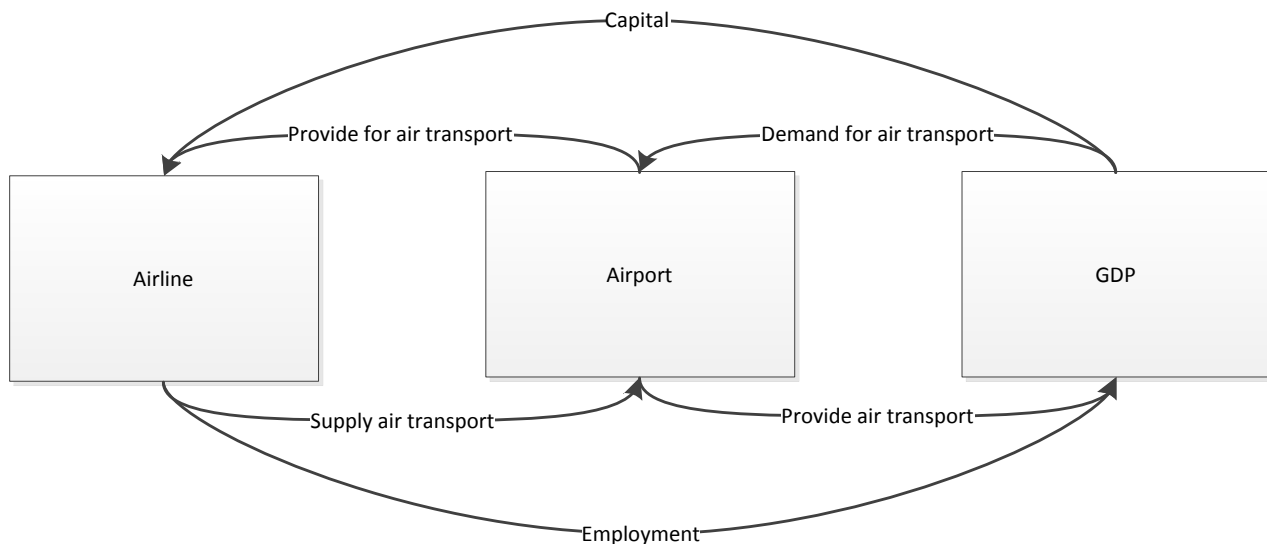 Capital
Provide for air transport
Demand for air transport
Airline
Airport
GDP
Supply air transport
Provide air transport
Employment